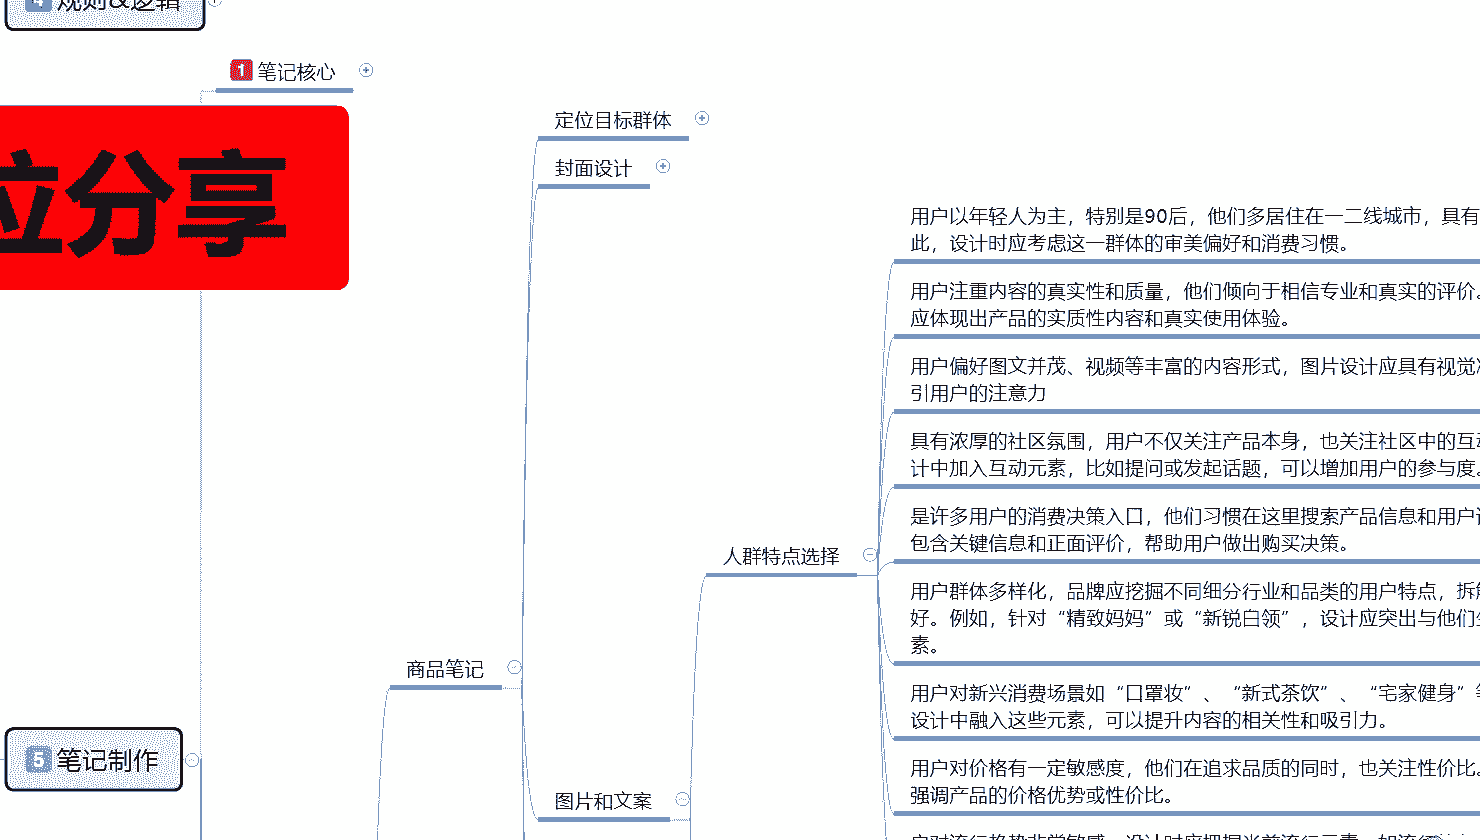 4 规则&逻辑
1 笔记核心
位分享
定位目标群体
封面设计
用户以年轻人为主，特别是90后，他们多居住在一二线城市，具有
此，设计时应考虑这一群体的审美偏好和消费习惯。
用户注重内容的真实性和质量，他们倾向于相信专业和真实的评价。
应体现出产品的实质性内容和真实使用体验。
用户偏好图文并茂、视频等丰富的内容形式，图片设计应具有视觉
引用户的注意力
具有浓厚的社区氛围，用户不仅关注产品本身，也关注社区中的互动
计中加入互动元素，比如提问或发起话题，可以增加用户的参与度。
是许多用户的消费决策入口，他们习惯在这里搜索产品信息和用户
包含关键信息和正面评价，帮助用户做出购买决策。
人群特点选择
用户群体多样化，品牌应挖掘不同细分行业和品类的用户特点，拆解
好。例如，针对“精致妈妈”或“新锐白领”，设计应突出与他们
素。
商品笔记
用户对新兴消费场景如“口罩妆”、“新式茶饮”、“宅家健身”等
设计中融入这些元素，可以提升内容的相关性和吸引力。
5 笔记制作
用户对价格有一定敏感度，他们在追求品质的同时，也关注性价比。
强调产品的价格优势或性价比。
图片和文案